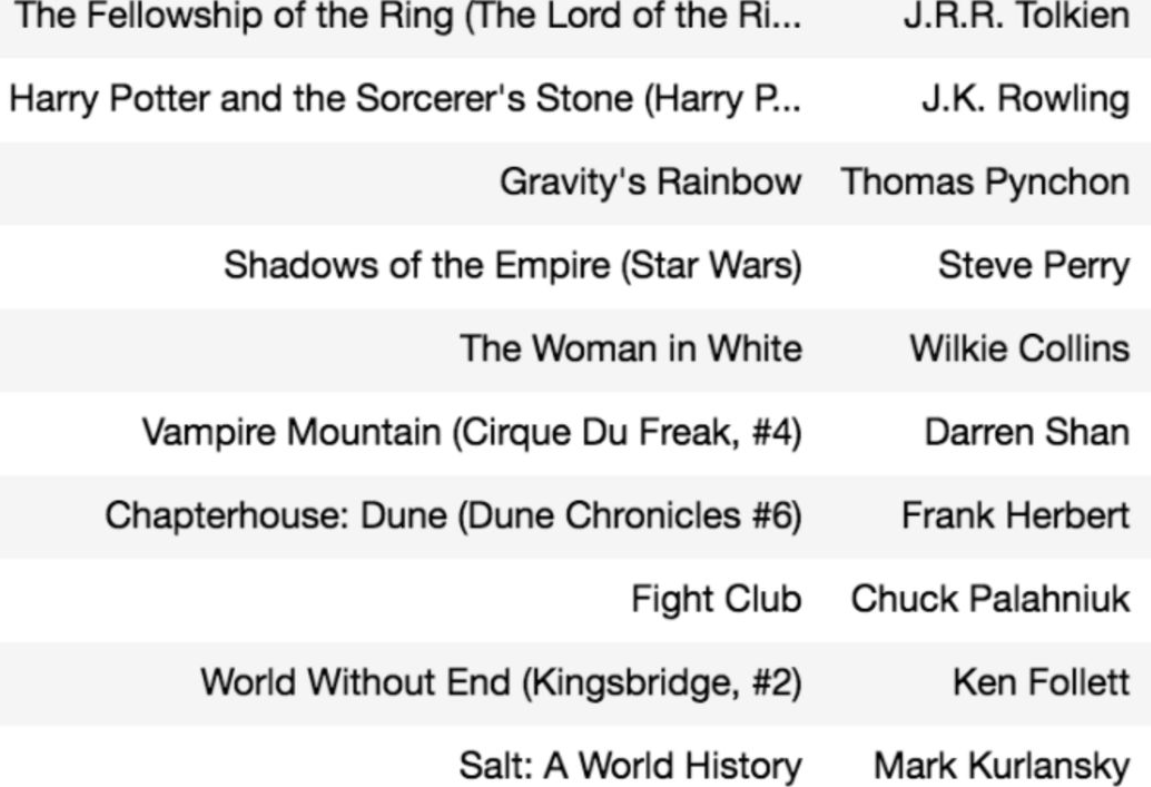 The Fellowship of the Ring (The Lord of the Ri... J.R.R. Tolkien
Harry Potter and the Sorcerer's Stone (Harry P... J.K. Rowling
Gravity's Rainbow Thomas Pynchon
Shadows of the Empire (Star Wars) Steve Perry
The Woman in White Wilkie Collins
Vampire Mountain (Cirque Du Freak, #4) Darren Shan
Chapterhouse: Dune (Dune Chronicles #6) Frank Herbert
Fight Club Chuck Palahniuk
World Without End (Kingsbridge, #2) Ken Follett
Salt: A World History Mark Kurlansky